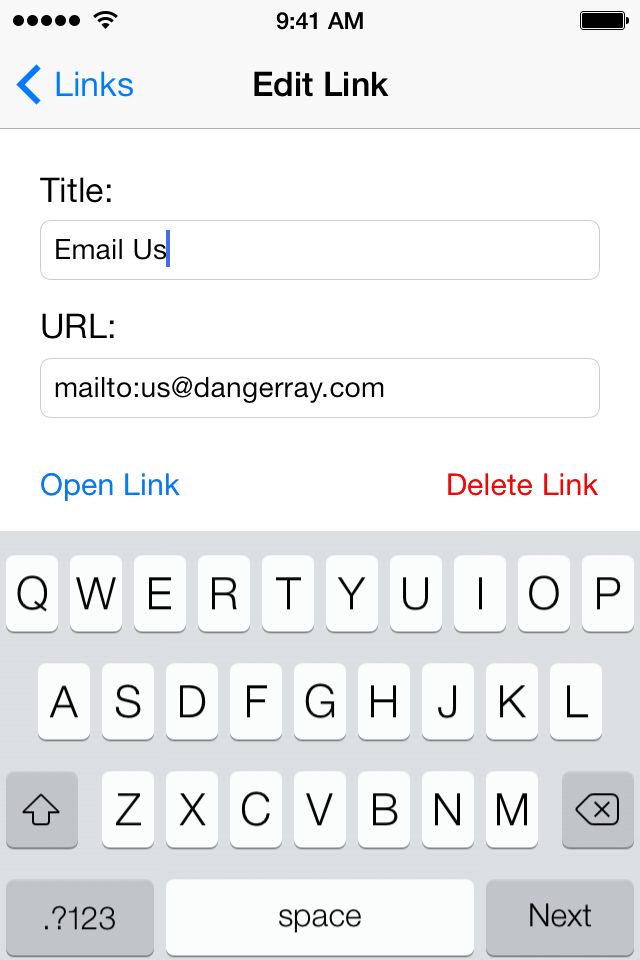 9:41 AM
Links Edit Link
Title:
Email Us
URL:
mailto:us@dangerray.com
Open Link Delete Link
Q W E R T Y U I O P
A S D F G H J K L
Z X C V B N M
.?123 space Next